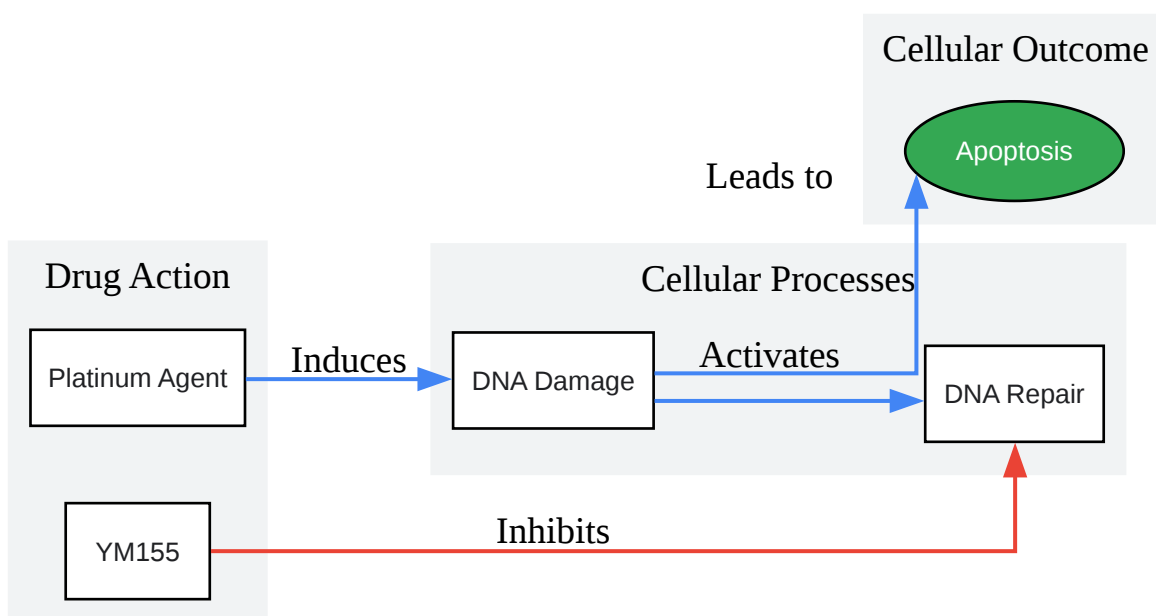 Cellular Outcome
Apoptosis
Leads to
Drug Action
Cellular Processes
Platinum Agent
Induces
DNA Damage
Activates
DNA Repair
YM155
Inhibits